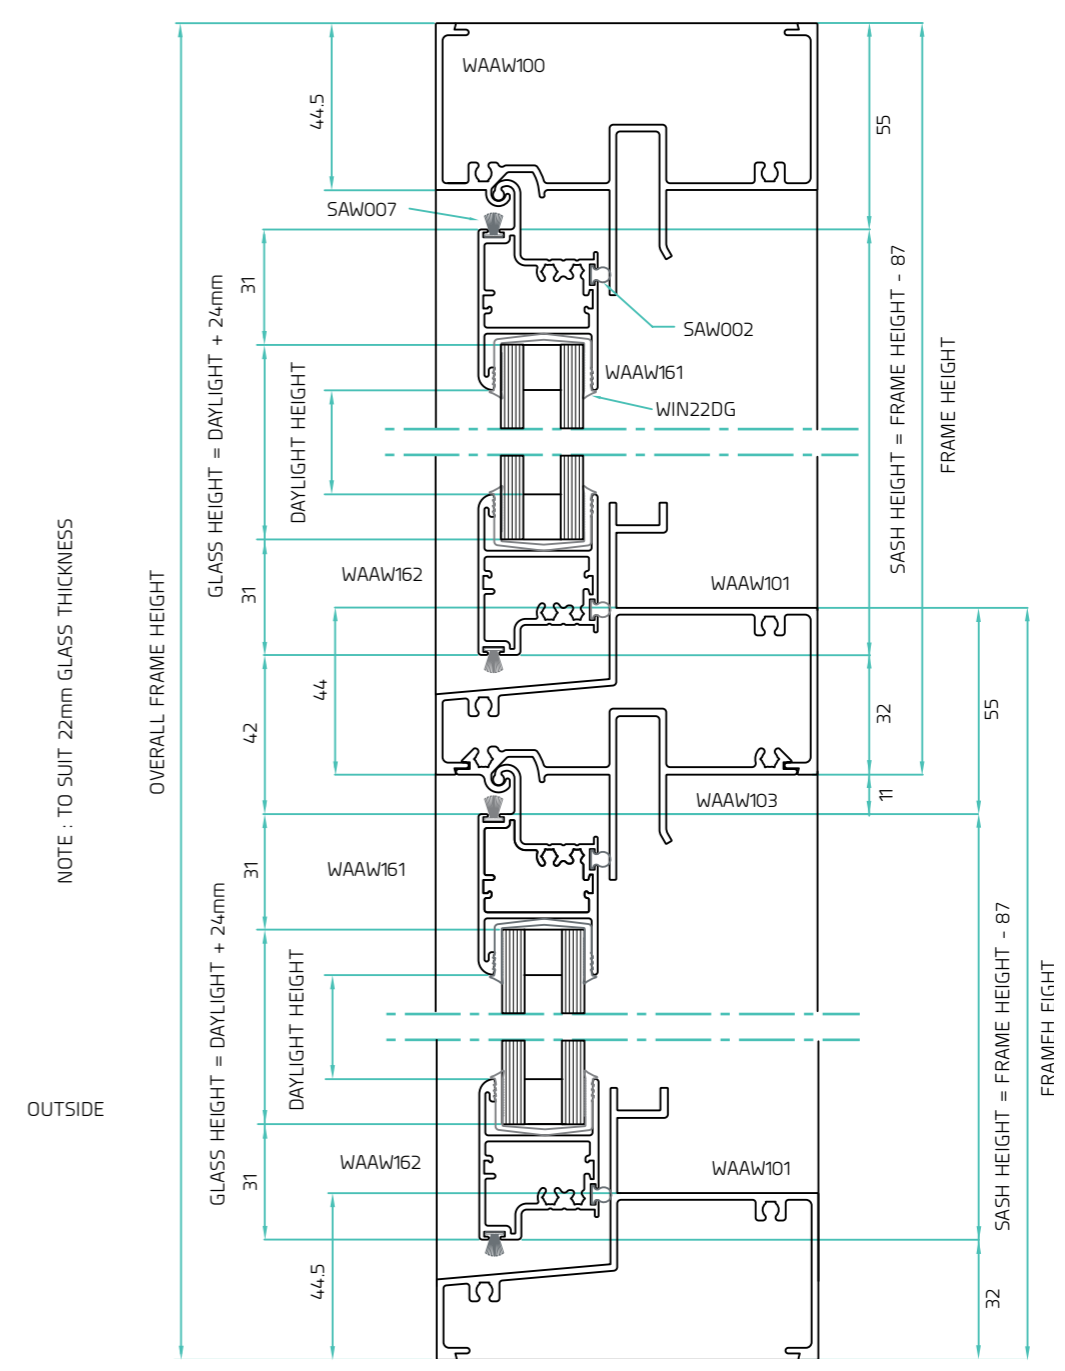 WAAW100
44.5
55
SAW007
31
GLASS HEIGHT = DAYLIGHT + 24mm
SASH HEIGHT = FRAME HEIGHT - 87
SAW002
WAAW161
DAYLIGHT HEIGHT
WIN22DG
FRAME HEIGHT
NOTE : TO SUIT 22mm GLASS THICKNESS
OVERALL FRAME HEIGHT
31
WAAW162
WAAW101
44
42
32
55
11
WAAW103
31
WAAW161
GLASS HEIGHT = DAYLIGHT + 24mm
DAYLIGHT HEIGHT
SASH HEIGHT = FRAME HEIGHT - 87
FRAMEH EIGHT
OUTSIDE
WAAW162
WAAW101
31
44.5
32